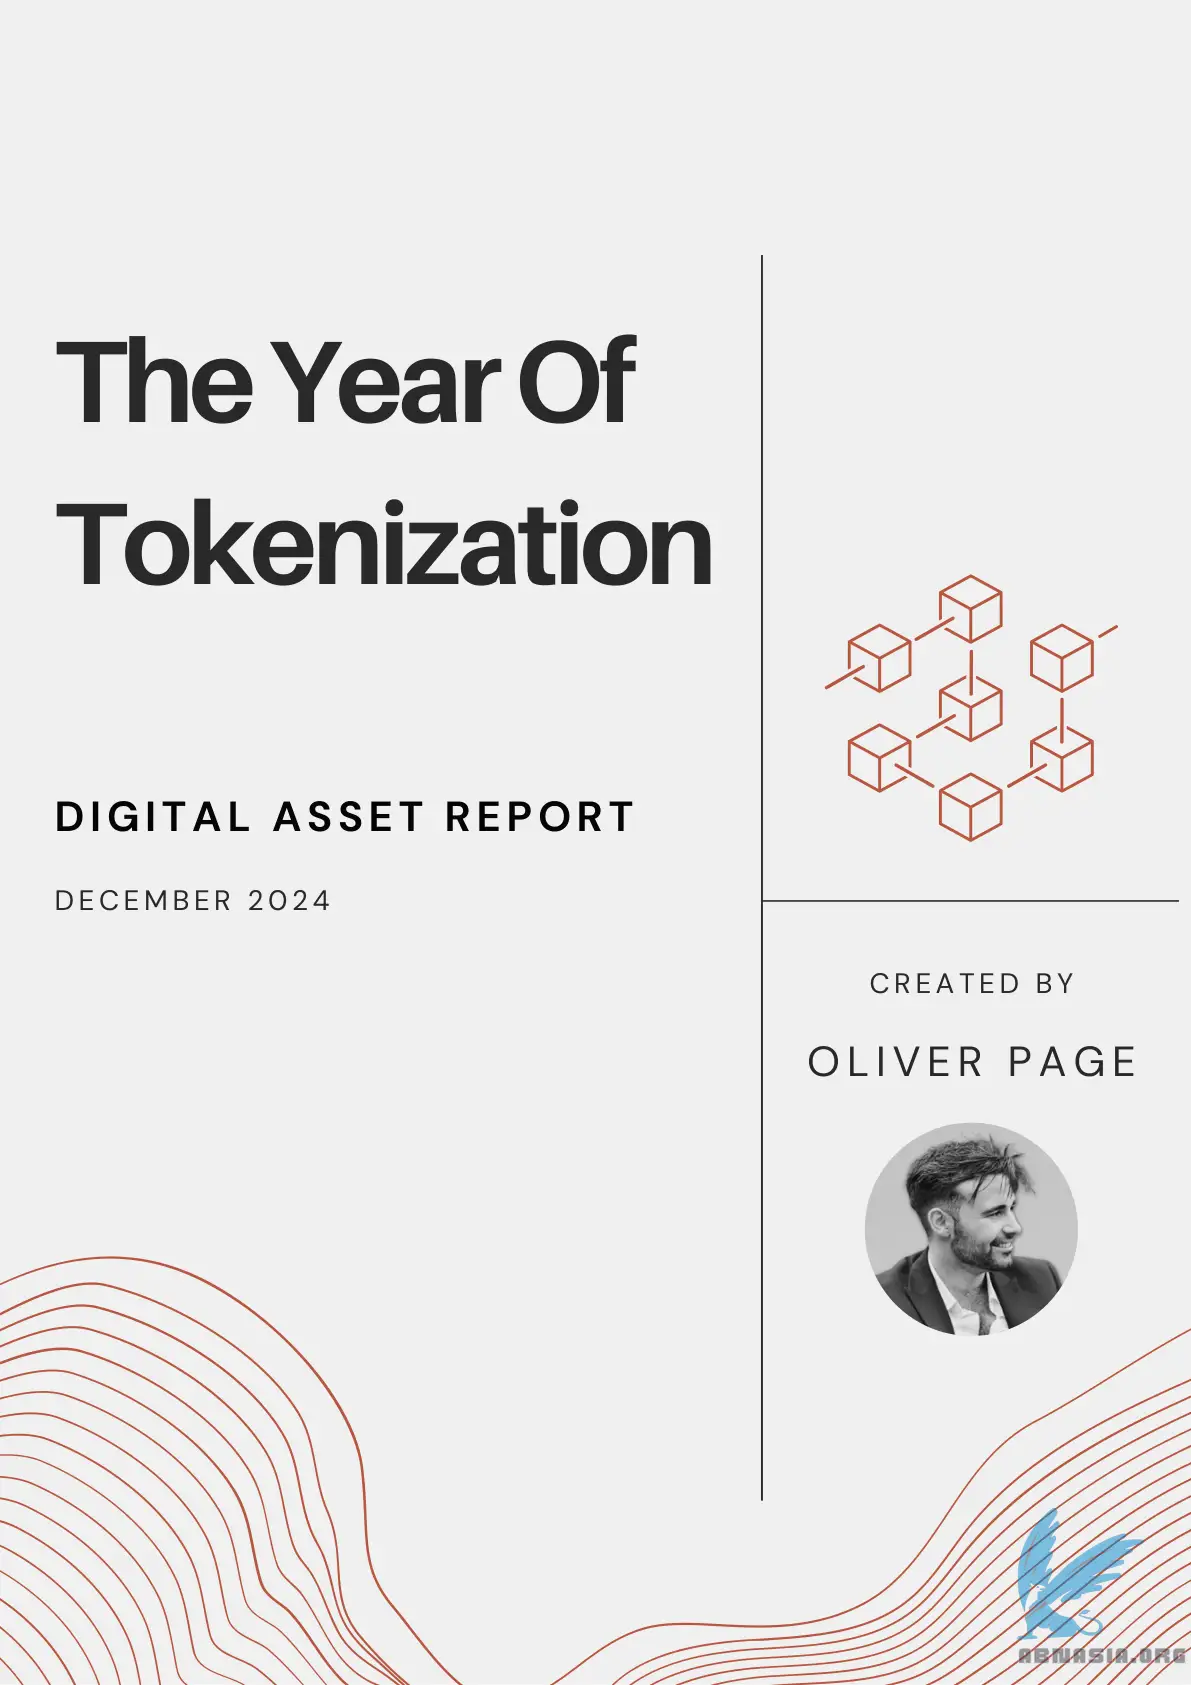 The Year Of
Tokenization
DIGITAL ASSET REPORT
DECEMBER 2024
CREATED BY
OLIVER PAGE
ABNASIA.ORG